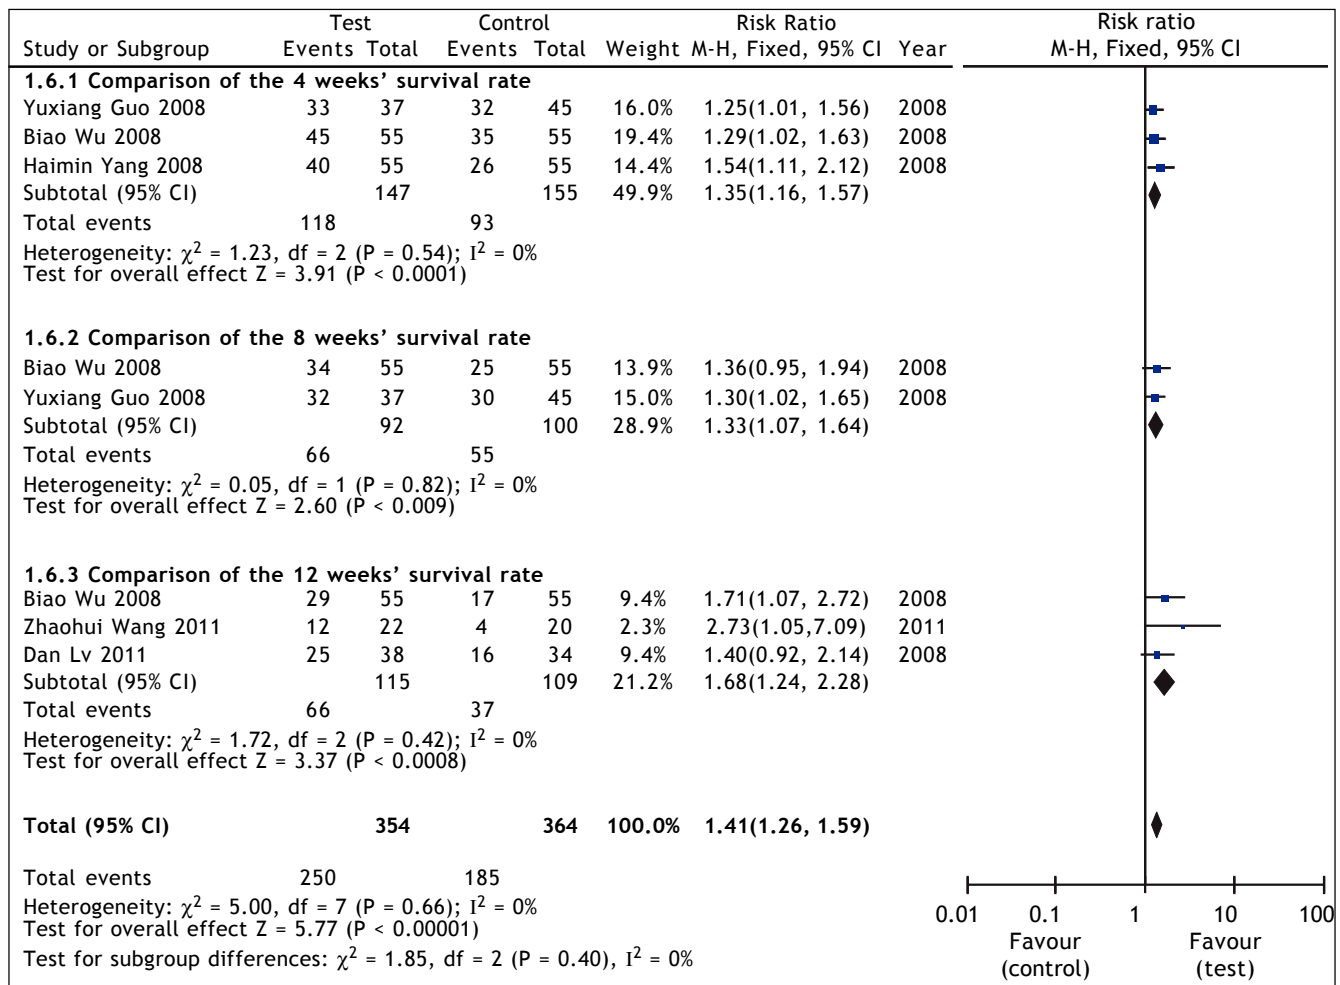 Test Control Risk Ratio Risk ratio
Study or Subgroup Events Total Events Total Weight M-H, Fixed, 95% CI Year M-H, Fixed, 95% CI
1.6.1 Comparison of the 4 weeks’ survival rate
Yuxiang Guo 2008 33 37 32 45 16.0% 1.25(1.01, 1.56) 2008
Biao Wu 2008 45 55 35 55 19.4% 1.29(1.02, 1.63) 2008
Haimin Yang 2008 40 55 26 55 14.4% 1.54(1.11, 2.12) 2008
Subtotal (95% CI) 147 155 49.9% 1.35(1.16, 1.57)
Total events 118 93
Heterogeneity: χ² = 1.23, df = 2 (P = 0.54); I² = 0%
Test for overall effect Z = 3.91 (P < 0.0001)
1.6.2 Comparison of the 8 weeks’ survival rate
Biao Wu 2008 34 55 25 55 13.9% 1.36(0.95, 1.94) 2008
Yuxiang Guo 2008 32 37 30 45 15.0% 1.30(1.02, 1.65) 2008
Subtotal (95% CI) 92 100 28.9% 1.33(1.07, 1.64)
Total events 66 55
Heterogeneity: χ² = 0.05, df = 1 (P = 0.82); I² = 0%
Test for overall effect Z = 2.60 (P < 0.009)
1.6.3 Comparison of the 12 weeks’ survival rate
Biao Wu 2008 29 55 17 55 9.4% 1.71(1.07, 2.72) 2008
Zhaohui Wang 2011 12 22 4 20 2.3% 2.73(1.05,7.09) 2011
Dan Lv 2011 25 38 16 34 9.4% 1.40(0.92, 2.14) 2008
Subtotal (95% CI) 115 109 21.2% 1.68(1.24, 2.28)
Total events 66 37
Heterogeneity: χ² = 1.72, df = 2 (P = 0.42); I² = 0%
Test for overall effect Z = 3.37 (P < 0.0008)
Total (95% CI) 354 364 100.0% 1.41(1.26, 1.59)
Total events 250 185
Heterogeneity: χ² = 5.00, df = 7 (P = 0.66); I² = 0%
Test for overall effect Z = 5.77 (P < 0.00001)
Test for subgroup differences: χ² = 1.85, df = 2 (P = 0.40), I² = 0%
0.01 0.1 1 10 100
Favour Favour
(control) (test)